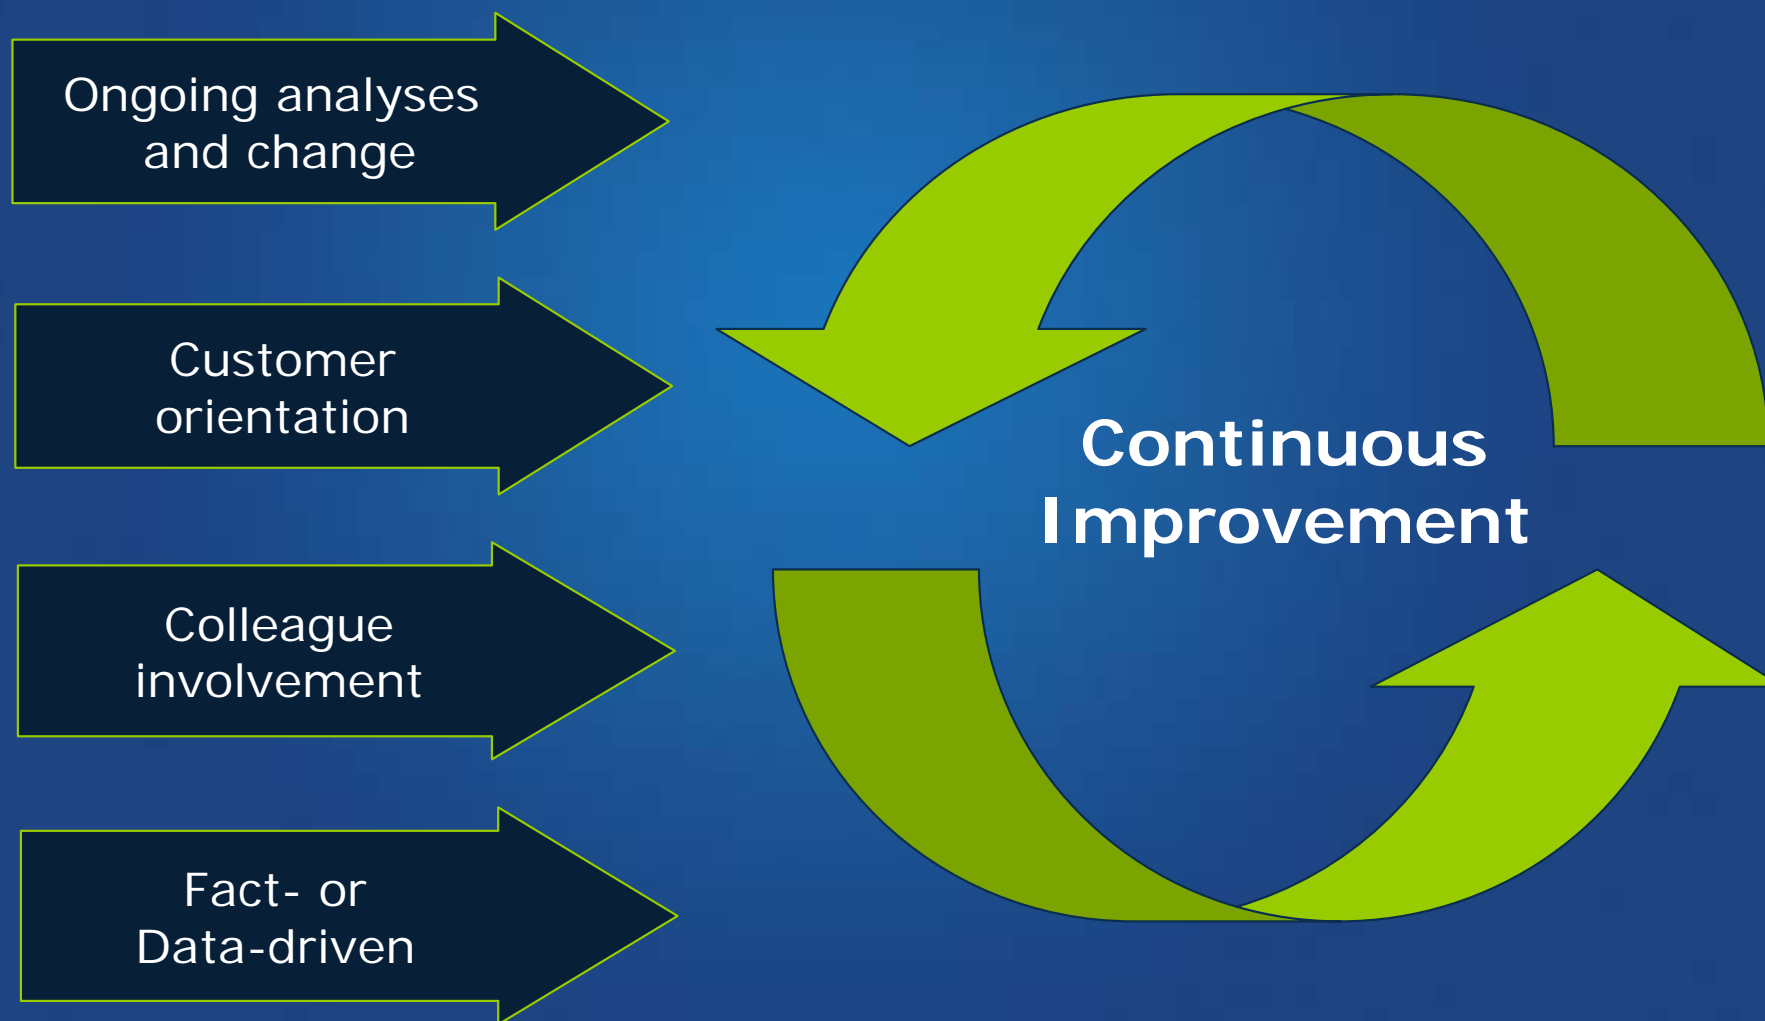 Ongoing analyses
and change
Customer
orientation
Colleague
involvement
Fact- or
Data-driven
Continuous
Improvement